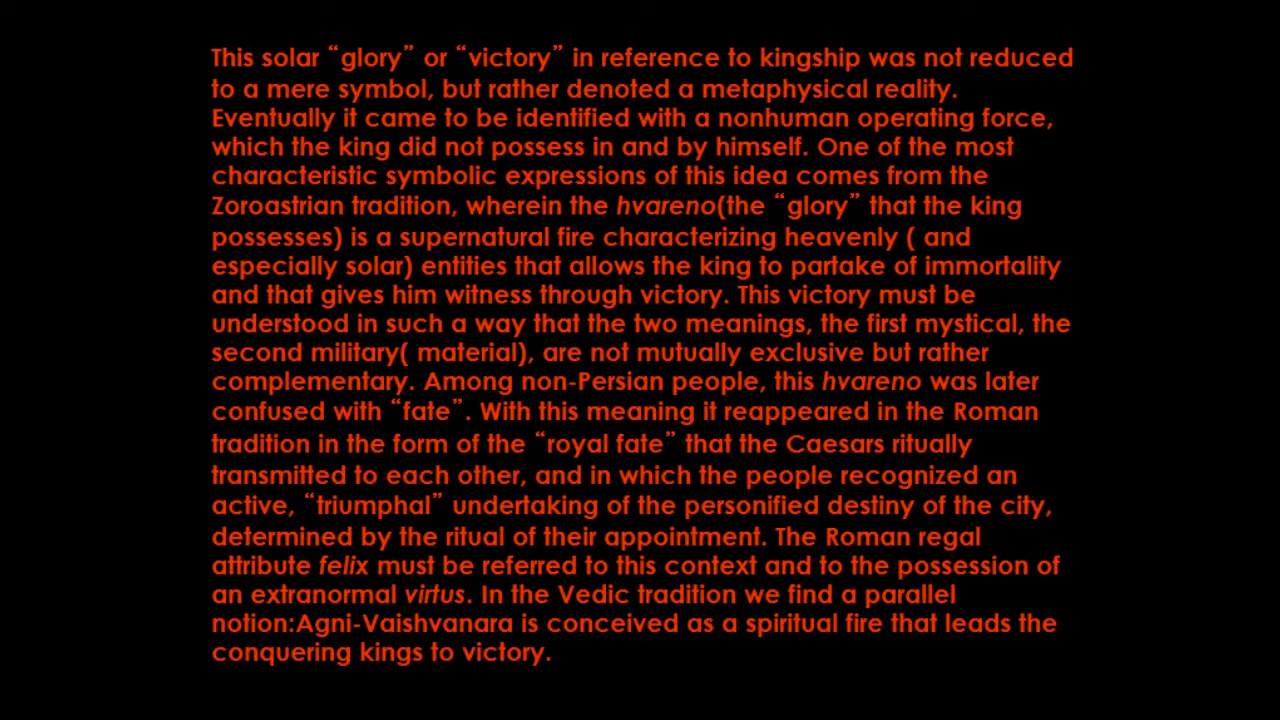 This solar “glory” or “victory” in reference to kingship was not reduced
to a mere symbol, but rather denoted a metaphysical reality.
Eventually it came to be identified with a nonhuman operating force,
which the king did not possess in and by himself. One of the most
characteristic symbolic expressions of this idea comes from the
Zoroastrian tradition, wherein the hvareno(the “glory” that the king
possesses) is a supernatural fire characterizing heavenly ( and
especially solar) entities that allows the king to partake of immortality
and that gives him witness through victory. This victory must be
understood in such a way that the two meanings, the first mystical, the
second military( material), are not mutually exclusive but rather
complementary. Among non-Persian people, this hvareno was later
confused with “fate”. With this meaning it reappeared in the Roman
tradition in the form of the “royal fate” that the Caesars ritually
transmitted to each other, and in which the people recognized an
active, “triumphal” undertaking of the personified destiny of the city,
determined by the ritual of their appointment. The Roman regal
attribute felix must be referred to this context and to the possession of
an extranormal virtus. In the Vedic tradition we find a parallel
notion:Agni-Vaishvanara is conceived as a spiritual fire that leads the
conquering kings to victory.